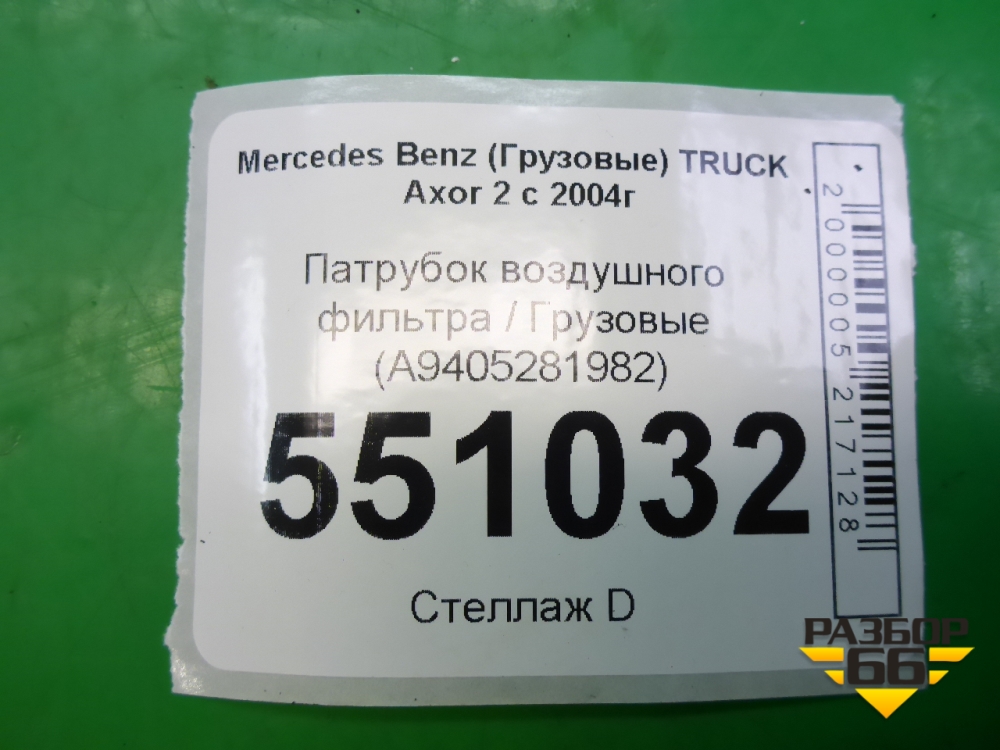 Mercedes Benz (Грузовые) TRUCK
Axor 2 с 2004г
Патрубок воздушного
фильтра / Грузовые
(A9405281982)
551032
Стеллаж D
2000005217128
РАЗБОР
66